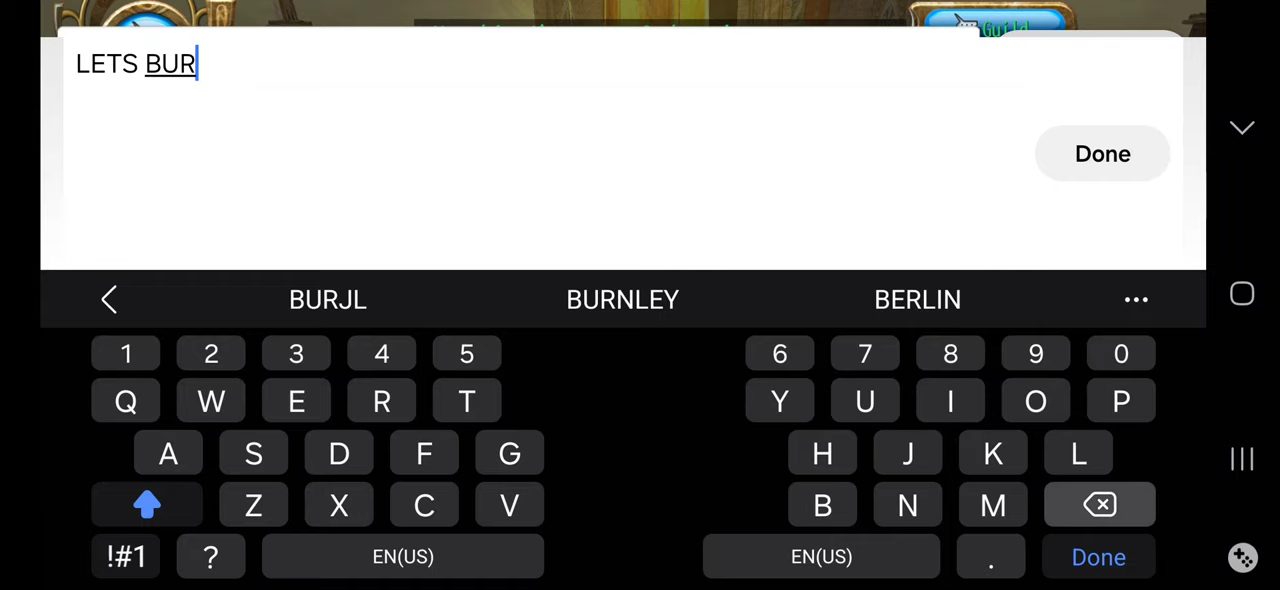 Guild
LETS BUR
Done
BURJL BURNLEY BERLIN
1 2 3 4 5 6 7 8 9 0
Q W E R T Y U I O P
A S D F G H J K L
Z X C V B N M
!#1 ? EN(US) EN(US) . Done